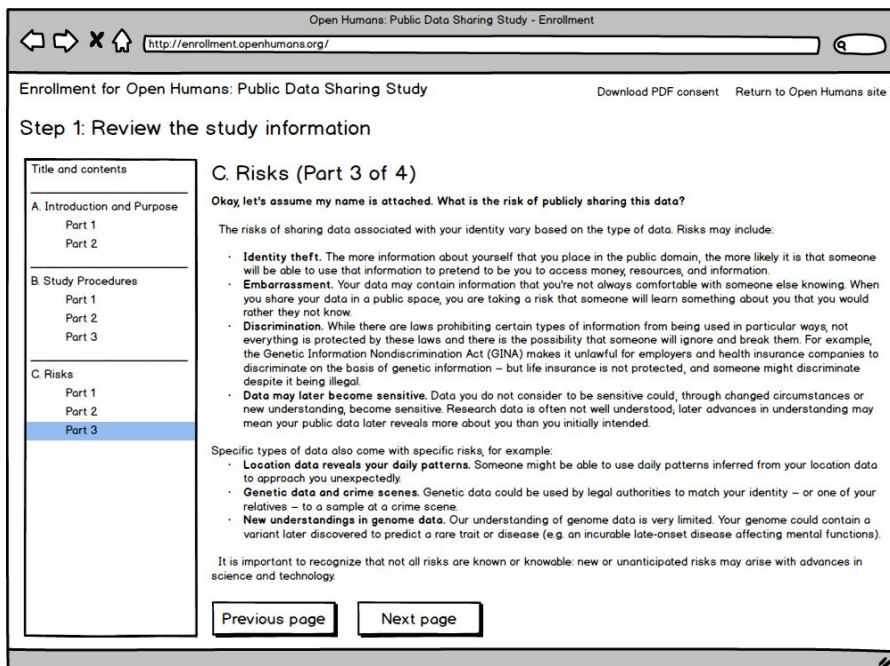 Open Humans: Public Data Sharing Study - Enrollment
http://enrollment.openhumans.org/
Enrollment for Open Humans: Public Data Sharing Study
Download PDF consent
Return to Open Humans site
Step 1: Review the study information
Title and contents
A. Introduction and Purpose
Part 1
Part 2
B. Study Procedures
Part 1
Part 2
Part 3
C. Risks
Part 1
Part 2
Part 3
C. Risks (Part 3 of 4)
Okay, let's assume my name is attached. What is the risk of publicly sharing this data?
The risks of sharing data associated with your identity vary based on the type of data. Risks may include:
· Identity theft. The more information about yourself that you place in the public domain, the more likely it is that someone
will be able to use that information to pretend to be you to access money, resources, and information.
· Embarrassment. Your data may contain information that you're not always comfortable with someone else knowing. When
you share your data in a public space, you are taking a risk that someone will learn something about you that you would
rather they not know.
· Discrimination. While there are laws prohibiting certain types of information from being used in particular ways, not
everything is protected by these laws and there is the possibility that someone will ignore and break them. For example,
the Genetic Information Nondiscrimination Act (GINA) makes it unlawful for employers and health insurance companies to
discriminate on the basis of genetic information – but life insurance is not protected, and someone might discriminate
despite it being illegal.
· Data may later become sensitive. Data you do not consider to be sensitive could, through changed circumstances or
new understanding, become sensitive. Research data is often not well understood; later advances in understanding may
mean your public data later reveals more about you than you initially intended.
Specific types of data also come with specific risks, for example:
· Location data reveals your daily patterns. Someone might be able to use daily patterns inferred from your location data
to approach you unexpectedly.
· Genetic data and crime scenes. Genetic data could be used by legal authorities to match your identity – or one of your
relatives – to a sample at a crime scene.
· New understandings in genome data. Our understanding of genome data is very limited. Your genome could contain a
variant later discovered to predict a rare trait or disease (e.g. an incurable late-onset disease affecting mental functions).
It is important to recognize that not all risks are known or knowable: new or unanticipated risks may arise with advances in
science and technology.
Previous page
Next page